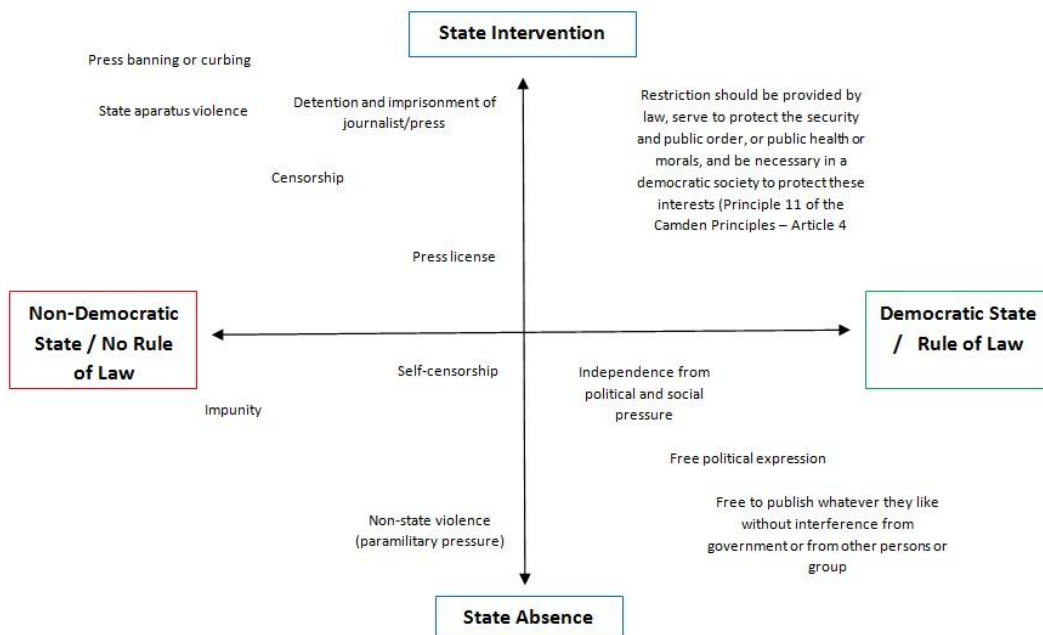 State Intervention
Press banning or curbing
State aparatus violence
Detention and imprisonment of
journalist/press
Restriction should be provided by
law, serve to protect the security
and public order, or public health or
morals, and be necessary in a
democratic society to protect these
interests (Principle 11 of the
Camden Principles – Article 4
Censorship
Press license
Non-Democratic
State / No Rule
of Law
Democratic State
/ Rule of Law
Self-censorship
Impunity
Independence from
political and social
pressure
Free political expression
Non-state violence
(paramilitary pressure)
Free to publish whatever they like
without interference from
government or from other persons or
group
State Absence